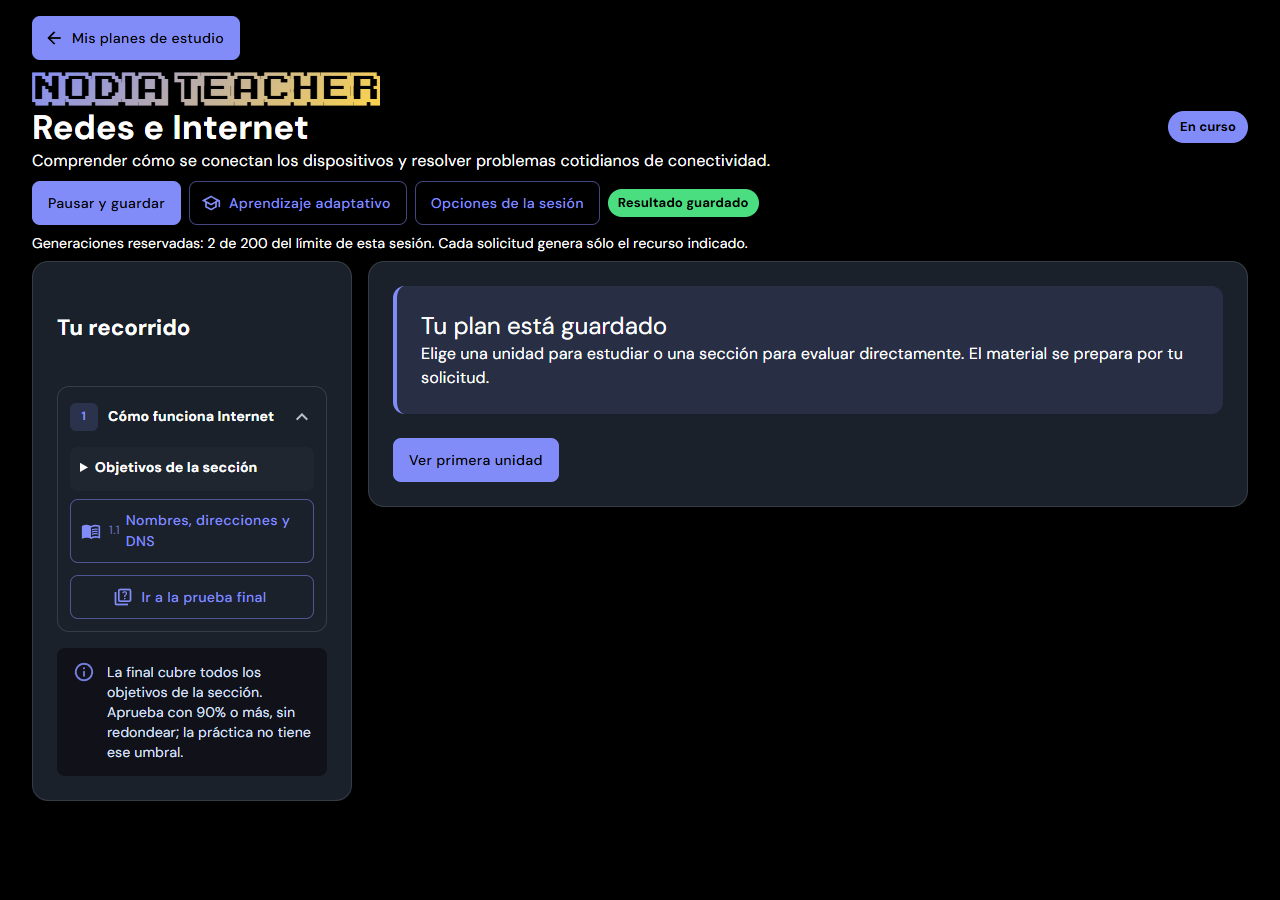 Mis planes de estudio
NODIA TEACHER
Redes e Internet
En curso
Comprender cómo se conectan los dispositivos y resolver problemas cotidianos de conectividad.
Pausar y guardar
Aprendizaje adaptativo
Opciones de la sesión
Resultado guardado
Generaciones reservadas: 2 de 200 del límite de esta sesión. Cada solicitud genera sólo el recurso indicado.
Tu recorrido
1 Cómo funciona Internet
Objetivos de la sección
1.1 Nombres, direcciones y
DNS
Ir a la prueba final
La final cubre todos los
objetivos de la sección.
Aprueba con 90% o más, sin
redondear; la práctica no tiene
ese umbral.
Tu plan está guardado
Elige una unidad para estudiar o una sección para evaluar directamente. El material se prepara por tu
solicitud.
Ver primera unidad